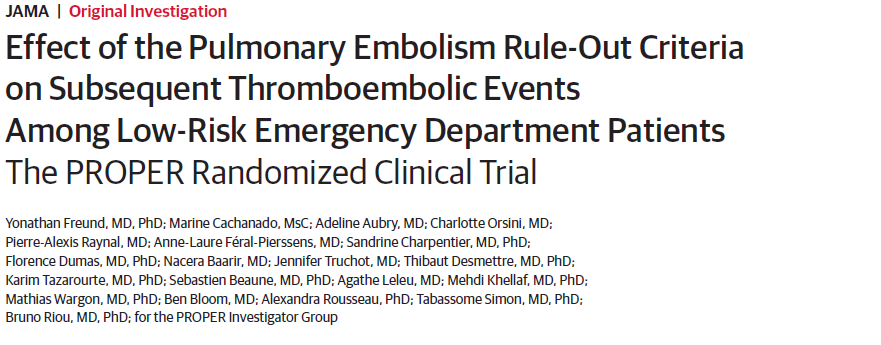 JAMA | Original Investigation
Effect of the Pulmonary Embolism Rule-Out Criteria
on Subsequent Thromboembolic Events
Among Low-Risk Emergency Department Patients
The PROPER Randomized Clinical Trial
Yonathan Freund, MD, PhD; Marine Cachanado, MsC; Adeline Aubry, MD; Charlotte Orsini, MD;
Pierre-Alexis Raynal, MD; Anne-Laure Féral-Pierssens, MD; Sandrine Charpentier, MD, PhD;
Florence Dumas, MD, PhD; Nacera Baarir, MD; Jennifer Truchot, MD; Thibaut Desmettre, MD, PhD;
Karim Tazarourte, MD, PhD; Sebastien Beaune, MD, PhD; Agathe Leleu, MD; Mehdi Khellaf, MD, PhD;
Mathias Wargon, MD, PhD; Ben Bloom, MD; Alexandra Rousseau, PhD; Tabassome Simon, MD, PhD;
Bruno Riou, MD, PhD; for the PROPER Investigator Group